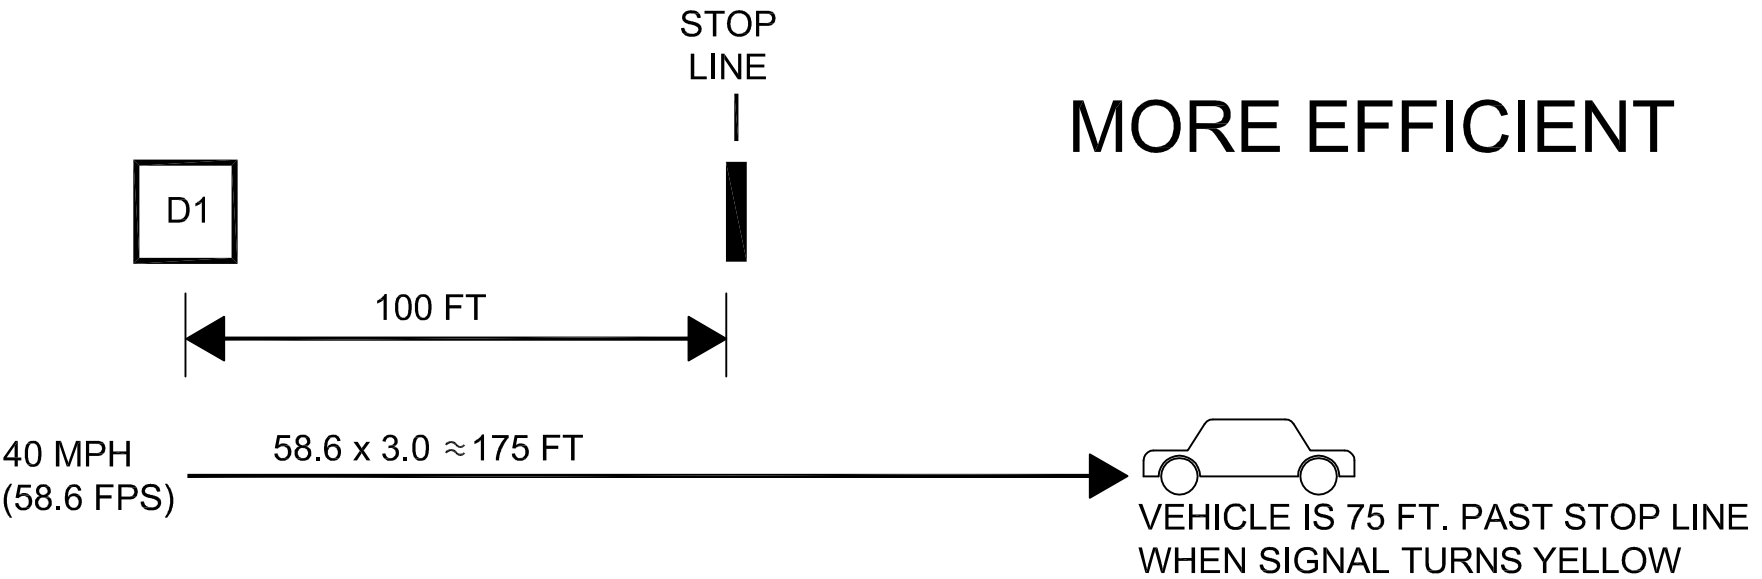 STOP
LINE
MORE EFFICIENT
D1
100 FT
40 MPH
(58.6 FPS)
58.6 x 3.0 ≈ 175 FT
VEHICLE IS 75 FT. PAST STOP LINE
WHEN SIGNAL TURNS YELLOW